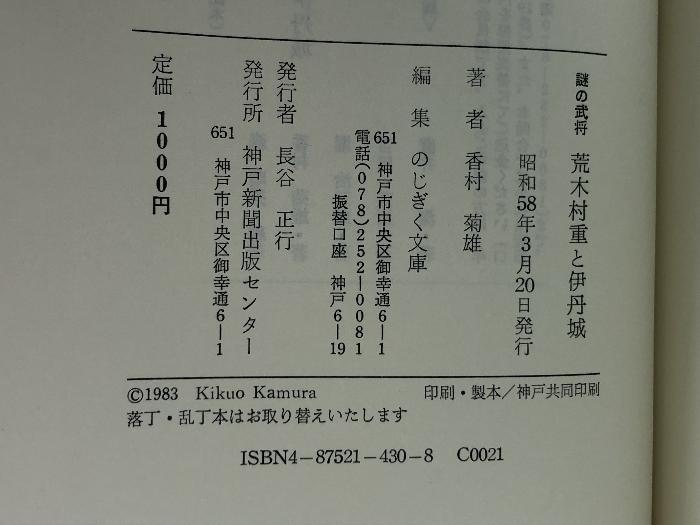 謎の武将 荒木村重と伊丹城
昭和58年3月20日発行
著者 香村 菊雄
編集 のじぎく文庫
651 神戸市中央区御幸通6―1
電話(078)252―0081
振替口座 神戸6―19
発行者 長谷 正行
発行所 神戸新聞出版センター
651 神戸市中央区御幸通6―1
定価 1000円
©1983 Kikuo Kamura 印刷・製本/神戸共同印刷
落丁・乱丁本はお取り替えいたします
ISBN4-87521-430-8 C0021